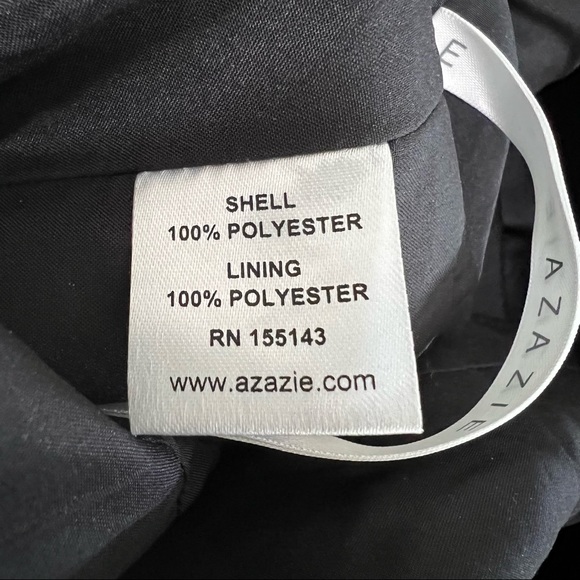 SHELL
100% POLYESTER
LINING
100% POLYESTER
RN 155143
www.azazie.com
E
AZAZIE